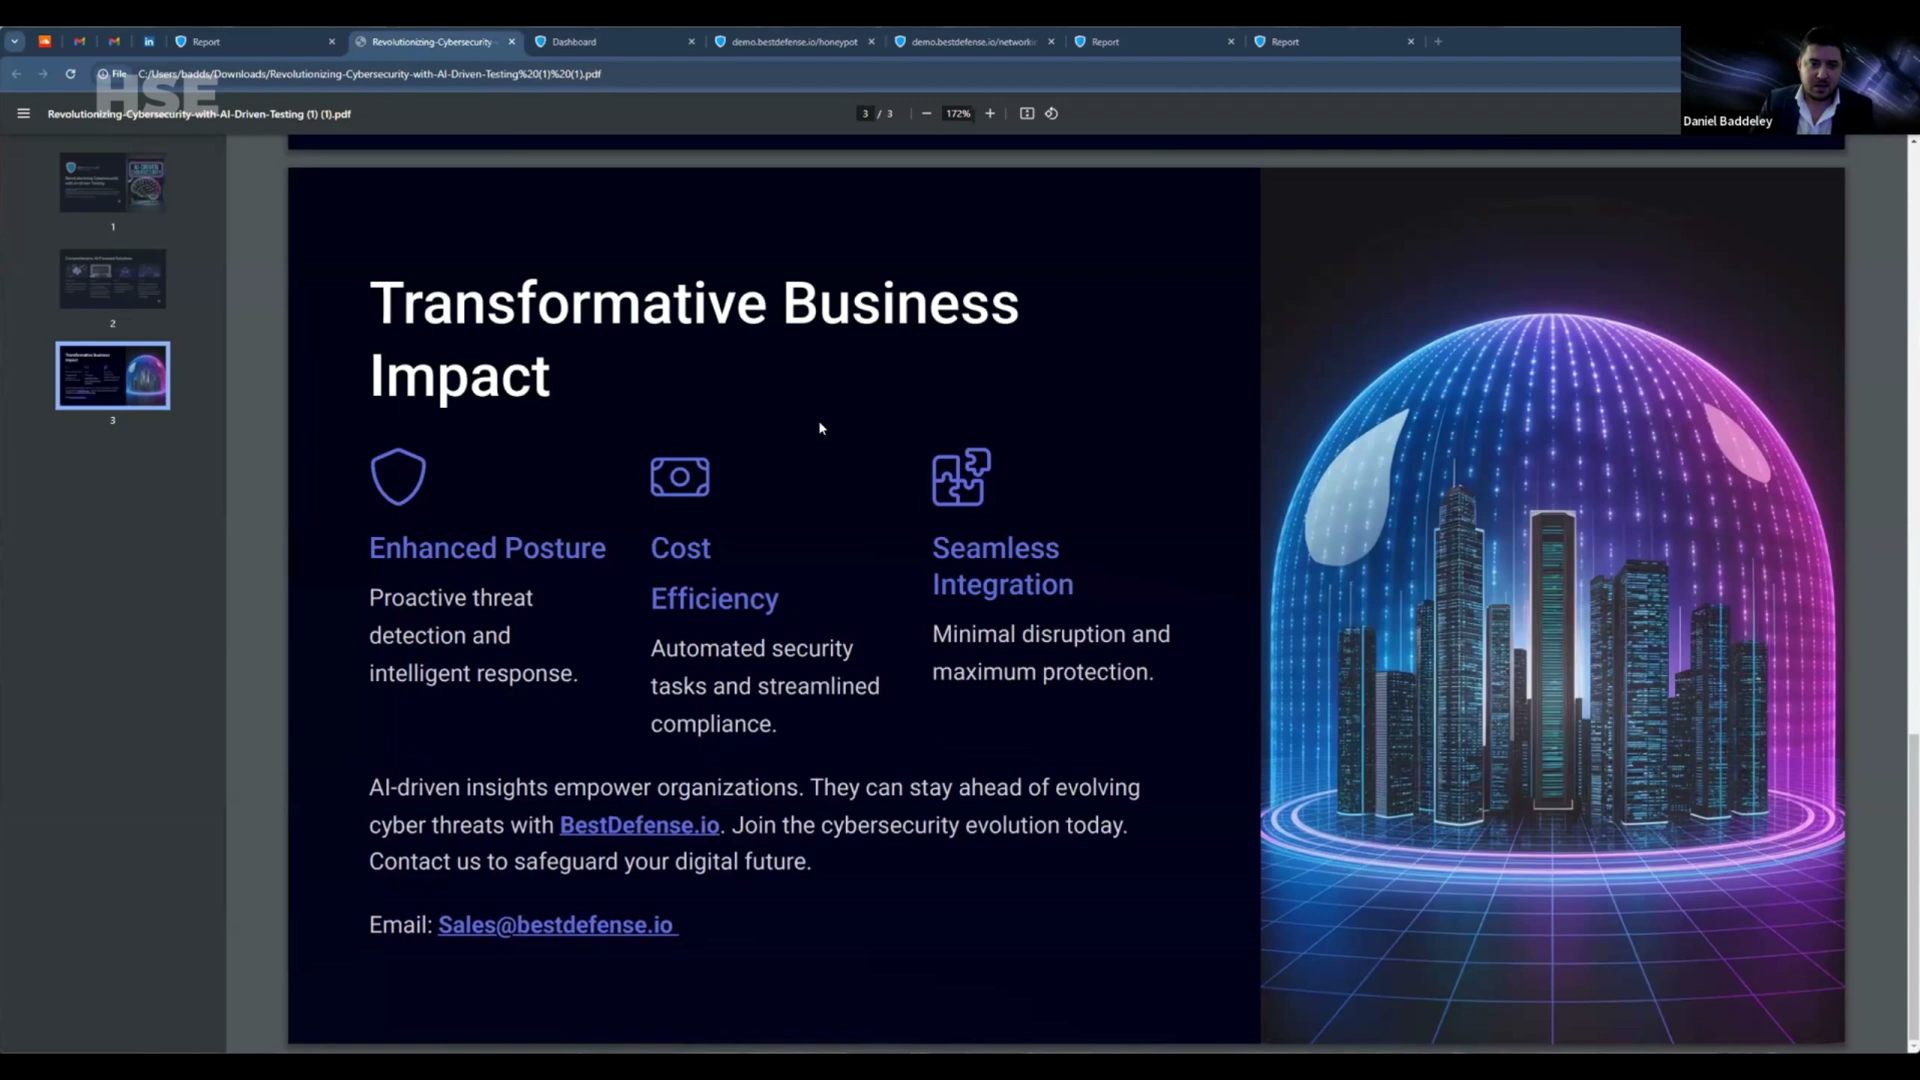 Report
Revolutionizing-Cybersecurity-
Dashboard
demo.bestdefense.io/honeypot
demo.bestdefense.io/network
Report
Report
File
C:/Users/badds/Downloads/Revolutionizing-Cybersecurity-with-AI-Driven-Testing%20(1)%20(1).pdf
HSE
Revolutionizing-Cybersecurity-with-AI-Driven-Testing (1) (1).pdf
3 / 3
172%
Daniel Baddeley
1
2
3
Transformative Business
Impact
Enhanced Posture
Proactive threat
detection and
intelligent response.
Cost
Efficiency
Automated security
tasks and streamlined
compliance.
Seamless
Integration
Minimal disruption and
maximum protection.
AI-driven insights empower organizations. They can stay ahead of evolving
cyber threats with BestDefense.io. Join the cybersecurity evolution today.
Contact us to safeguard your digital future.
Email: Sales@bestdefense.io